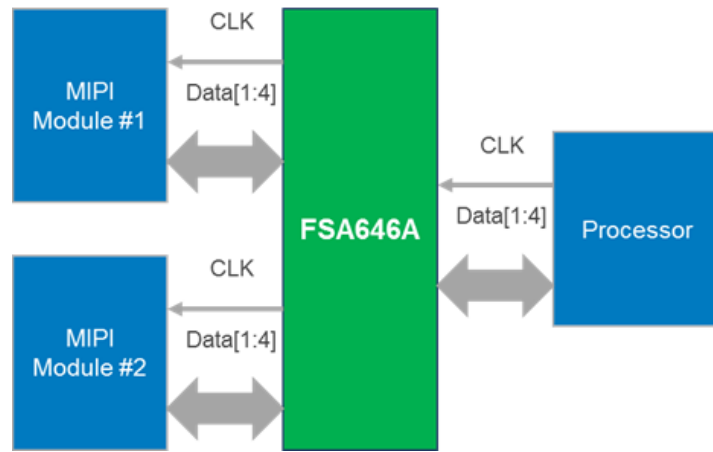 CLK
MIPI
Module #1
Data[1:4]
CLK
Data[1:4]
FSA646A
Processor
CLK
MIPI
Module #2
Data[1:4]